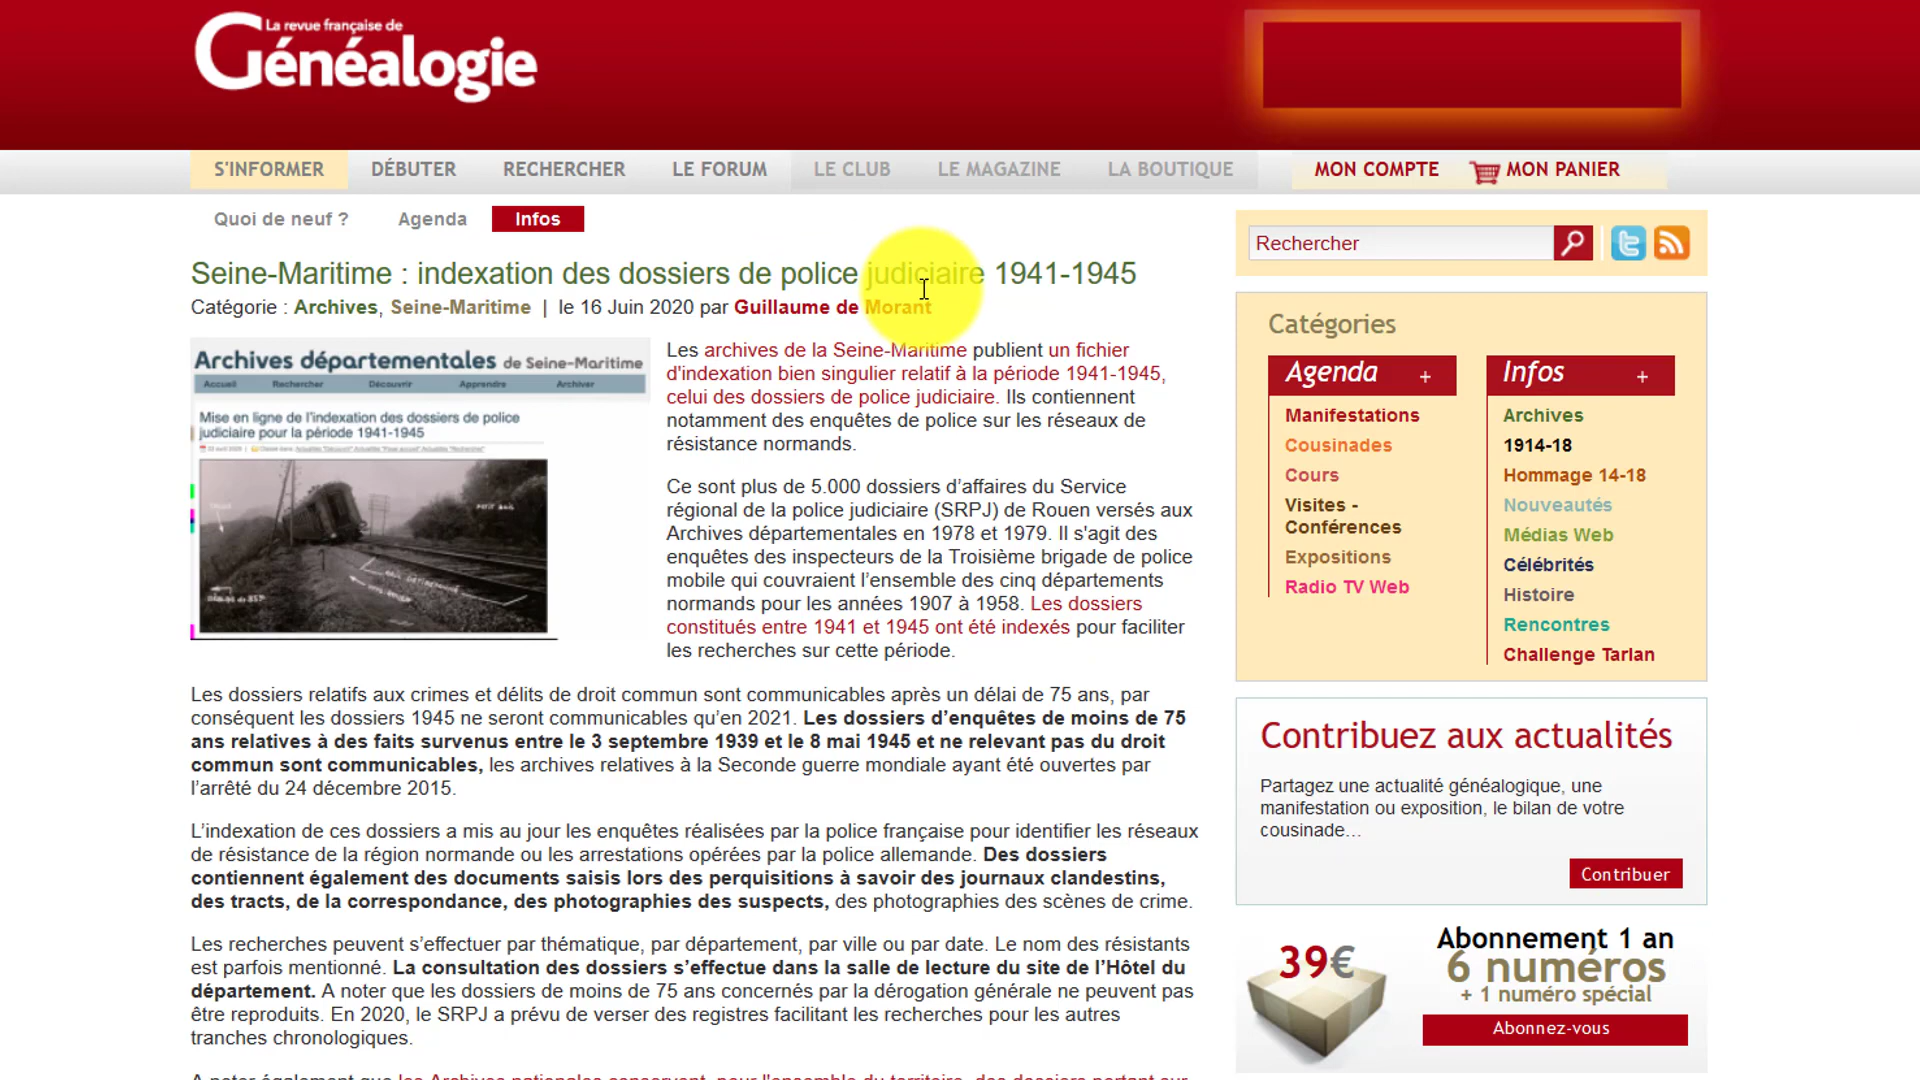 La revue française de
Généalogie
S'INFORMER DÉBUTER RECHERCHER LE FORUM LE CLUB LE MAGAZINE LA BOUTIQUE MON COMPTE MON PANIER
Quoi de neuf ? Agenda Infos
Rechercher
Seine-Maritime : indexation des dossiers de police judiciaire 1941-1945
Catégorie : Archives, Seine-Maritime | le 16 Juin 2020 par Guillaume de Morant
Archives départementales de Seine-Maritime
Accueil Rechercher Découvrir Apprendre Archiver
Mise en ligne de l'indexation des dossiers de police
judiciaire pour la période 1941-1945
Les archives de la Seine-Maritime publient un fichier
d'indexation bien singulier relatif à la période 1941-1945,
celui des dossiers de police judiciaire. Ils contiennent
notamment des enquêtes de police sur les réseaux de
résistance normands.
Ce sont plus de 5.000 dossiers d’affaires du Service
régional de la police judiciaire (SRPJ) de Rouen versés aux
Archives départementales en 1978 et 1979. Il s'agit des
enquêtes des inspecteurs de la Troisième brigade de police
mobile qui couvraient l’ensemble des cinq départements
normands pour les années 1907 à 1958. Les dossiers
constitués entre 1941 et 1945 ont été indexés pour faciliter
les recherches sur cette période.
Les dossiers relatifs aux crimes et délits de droit commun sont communicables après un délai de 75 ans, par
conséquent les dossiers 1945 ne seront communicables qu’en 2021. Les dossiers d’enquêtes de moins de 75
ans relatives à des faits survenus entre le 3 septembre 1939 et le 8 mai 1945 et ne relevant pas du droit
commun sont communicables, les archives relatives à la Seconde guerre mondiale ayant été ouvertes par
l’arrêté du 24 décembre 2015.
L’indexation de ces dossiers a mis au jour les enquêtes réalisées par la police française pour identifier les réseaux
de résistance de la région normande ou les arrestations opérées par la police allemande. Des dossiers
contiennent également des documents saisis lors des perquisitions à savoir des journaux clandestins,
des tracts, de la correspondance, des photographies des suspects, des photographies des scènes de crime.
Les recherches peuvent s’effectuer par thématique, par département, par ville ou par date. Le nom des résistants
est parfois mentionné. La consultation des dossiers s’effectue dans la salle de lecture du site de l’Hôtel du
département. A noter que les dossiers de moins de 75 ans concernés par la dérogation générale ne peuvent pas
être reproduits. En 2020, le SRPJ a prévu de verser des registres facilitant les recherches pour les autres
tranches chronologiques.
A noter également que les Archives nationales conservent, pour l'ensemble du territoire, des dossiers portant sur
Catégories
Agenda +
Manifestations
Cousinades
Cours
Visites -
Conférences
Expositions
Radio TV Web
Infos +
Archives
1914-18
Hommage 14-18
Nouveautés
Médias Web
Célébrités
Histoire
Rencontres
Challenge Tarlan
Contribuez aux actualités
Partagez une actualité généalogique, une
manifestation ou exposition, le bilan de votre
cousinade...
Contribuer
39€
Abonnement 1 an
6 numéros
+ 1 numéro spécial
Abonnez-vous